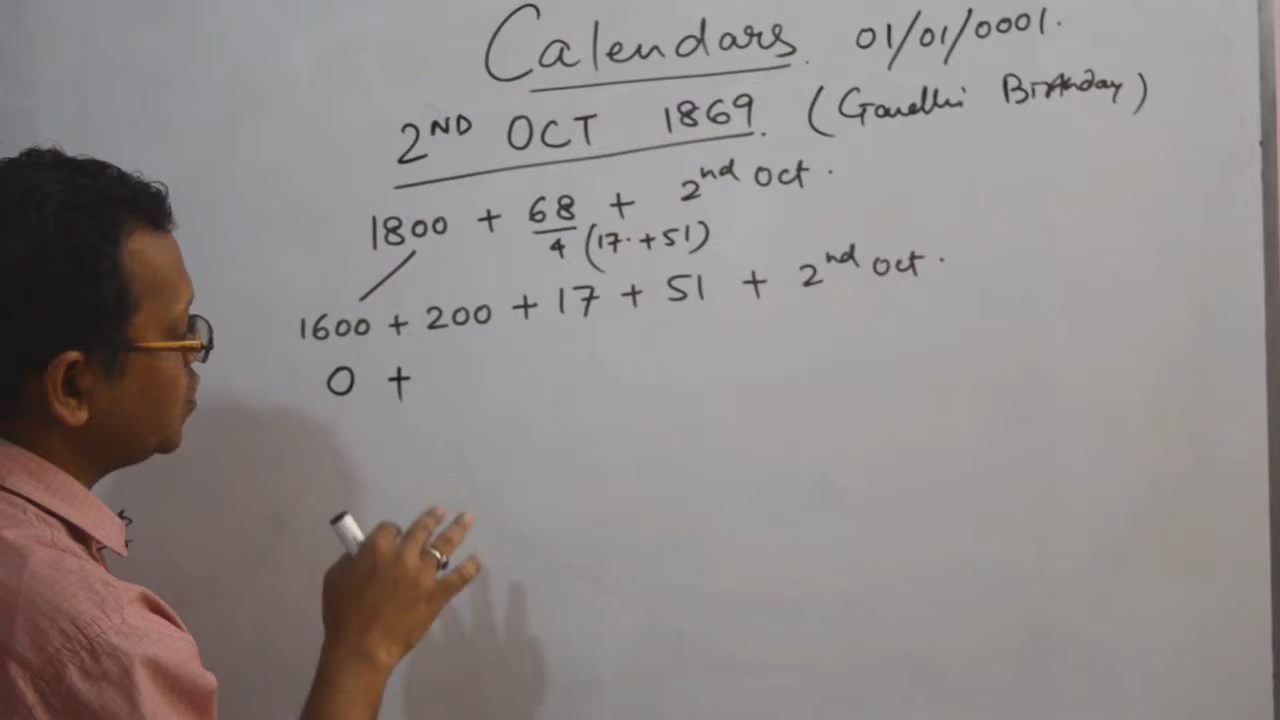 Calendars. 01/01/0001.
2ND OCT 1869. (Gandhi Birthday)
1800 + 68/4 (17.+51) + 2nd Oct.
1600 + 200 + 17 + 51 + 2nd Oct.
0 +